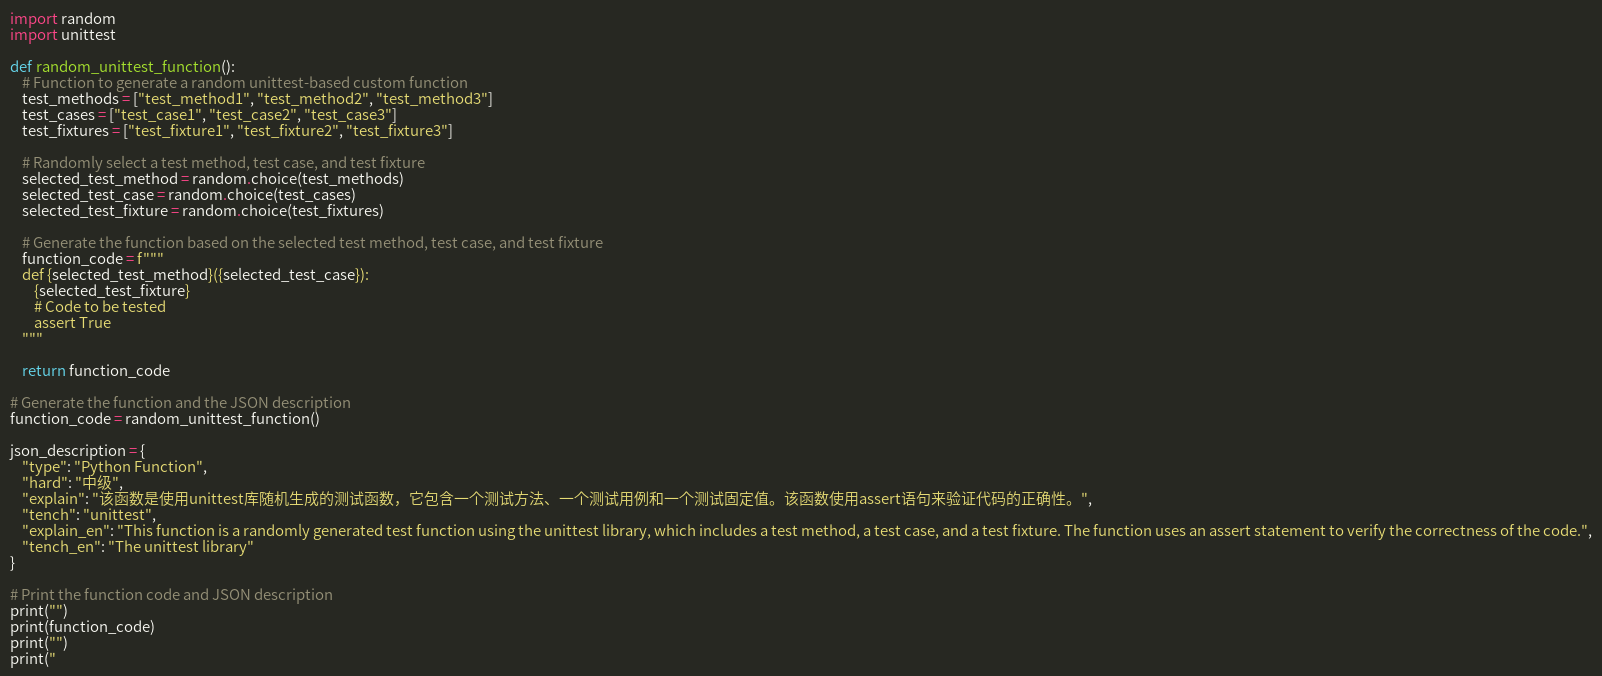 import random
import unittest

def random_unittest_function():
    # Function to generate a random unittest-based custom function
    test_methods = ["test_method1", "test_method2", "test_method3"]
    test_cases = ["test_case1", "test_case2", "test_case3"]
    test_fixtures = ["test_fixture1", "test_fixture2", "test_fixture3"]

    # Randomly select a test method, test case, and test fixture
    selected_test_method = random.choice(test_methods)
    selected_test_case = random.choice(test_cases)
    selected_test_fixture = random.choice(test_fixtures)

    # Generate the function based on the selected test method, test case, and test fixture
    function_code = f"""
    def {selected_test_method}({selected_test_case}):
        {selected_test_fixture}
        # Code to be tested
        assert True
    """

    return function_code

# Generate the function and the JSON description
function_code = random_unittest_function()

json_description = {
    "type": "Python Function",
    "hard": "中级",
    "explain": "该函数是使用unittest库随机生成的测试函数，它包含一个测试方法、一个测试用例和一个测试固定值。该函数使用assert语句来验证代码的正确性。",
    "tench": "unittest",
    "explain_en": "This function is a randomly generated test function using the unittest library, which includes a test method, a test case, and a test fixture. The function uses an assert statement to verify the correctness of the code.",
    "tench_en": "The unittest library"
}

# Print the function code and JSON description
print("")
print(function_code)
print("")
print("